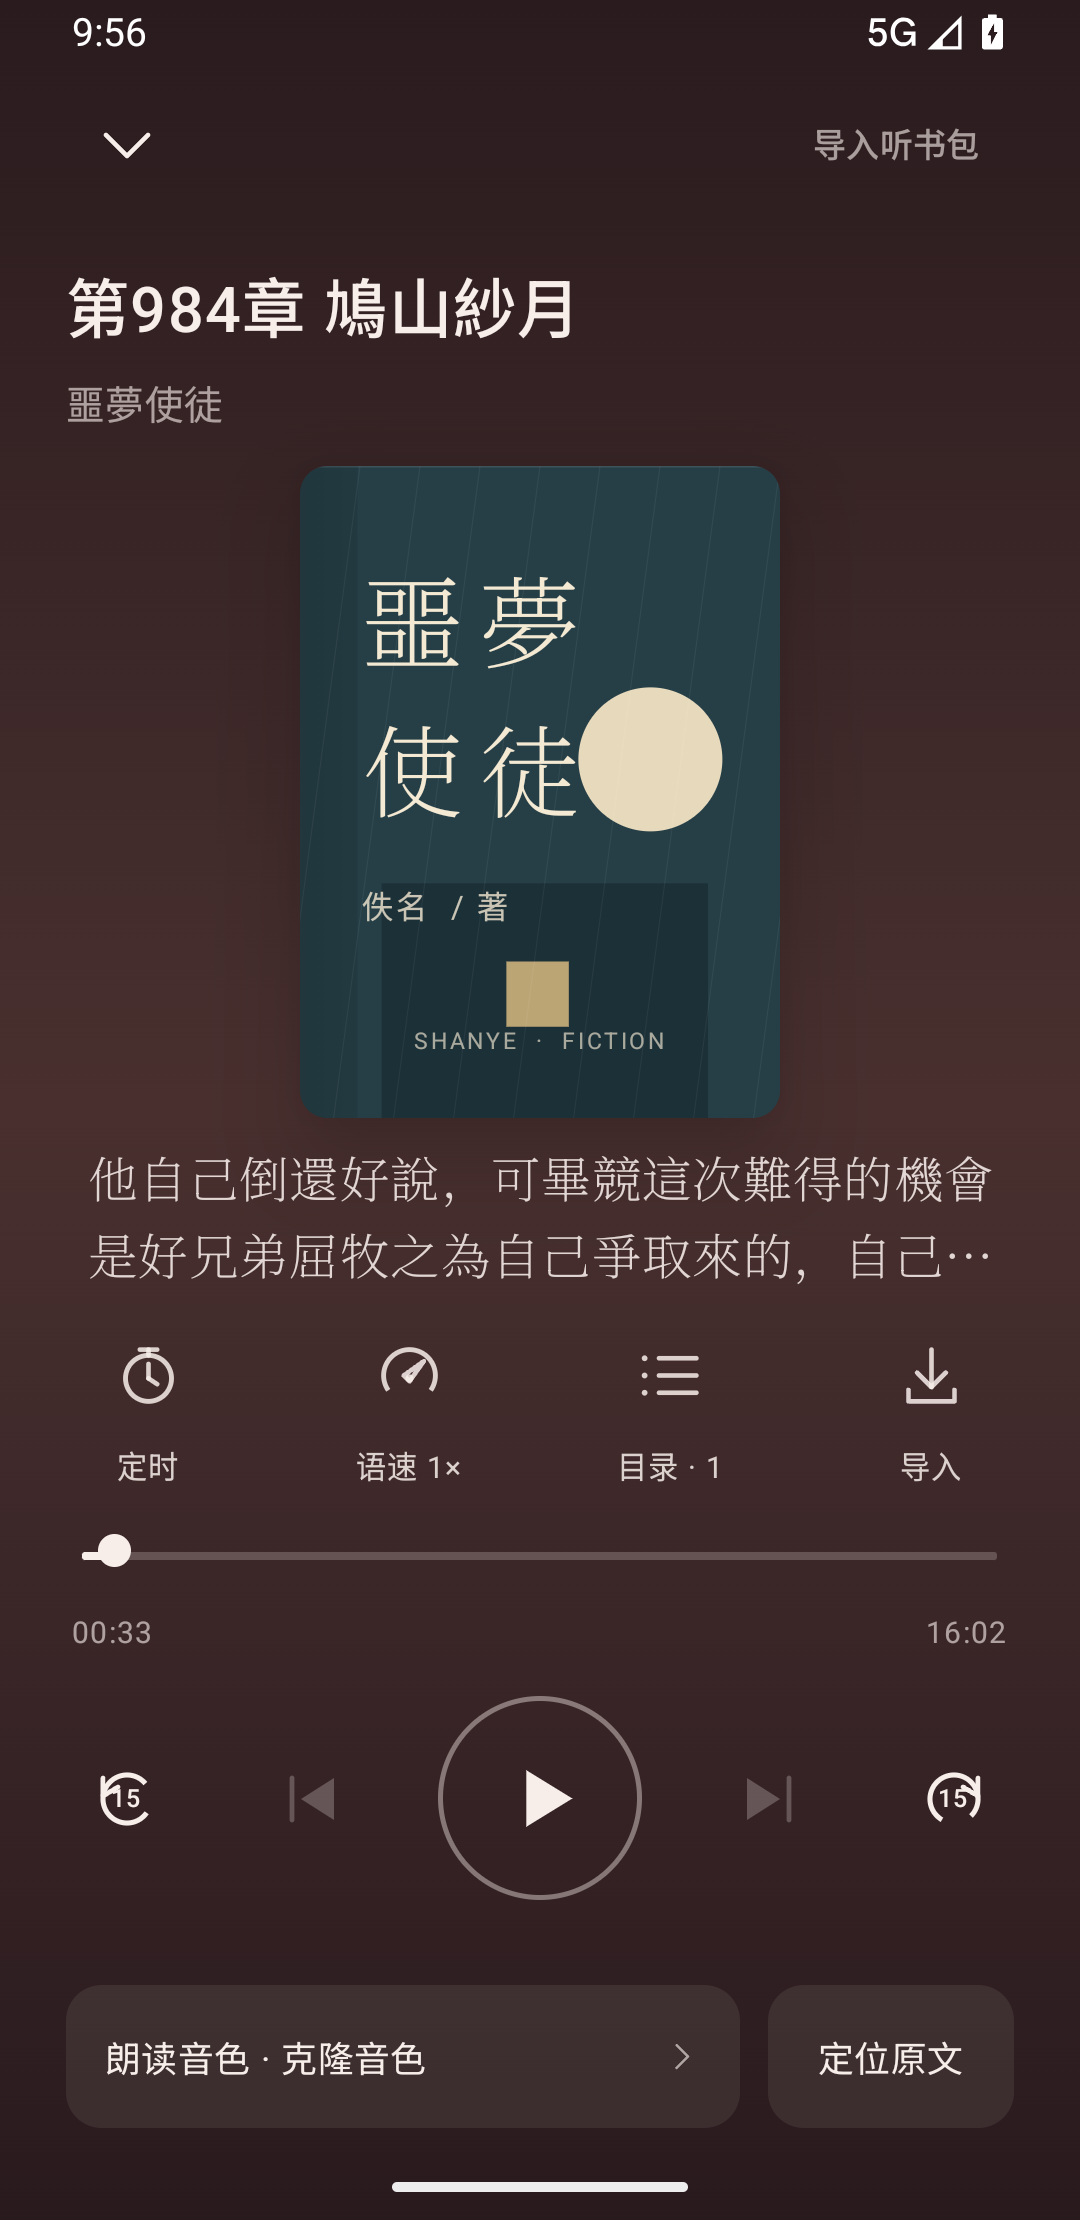 9:56 5G
导入听书包
第984章 鳩山紗月
噩夢使徒
噩夢
使徒
佚名 / 著
SHANYE · FICTION
他自己倒還好說，可畢競這次難得的機會
是好兄弟屈牧之為自己爭取來的，自己…
定时 语速 1× 目录 · 1 导入
00:33 16:02
15 15
朗读音色 · 克隆音色 定位原文